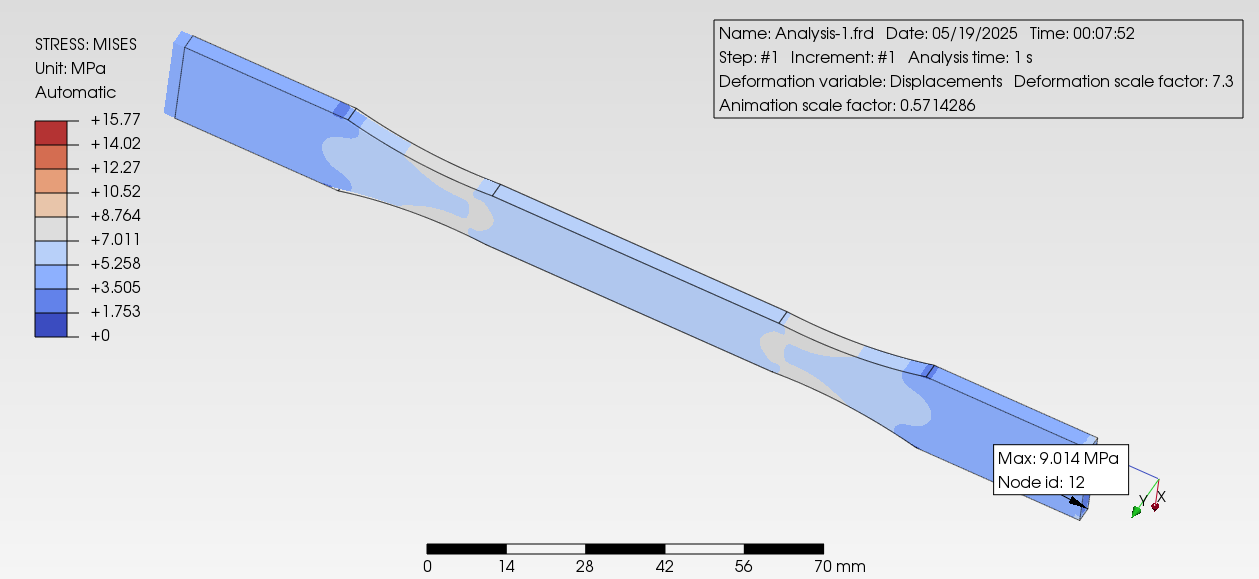 STRESS: MISES
Unit: MPa
Automatic
+15.77
+14.02
+12.27
+10.52
+8.764
+7.011
+5.258
+3.505
+1.753
+0
Name: Analysis-1.frd Date: 05/19/2025 Time: 00:07:52
Step: #1 Increment: #1 Analysis time: 1 s
Deformation variable: Displacements Deformation scale factor: 7.3
Animation scale factor: 0.5714286
Max: 9.014 MPa
Node id: 12
Y X
0 14 28 42 56 70 mm